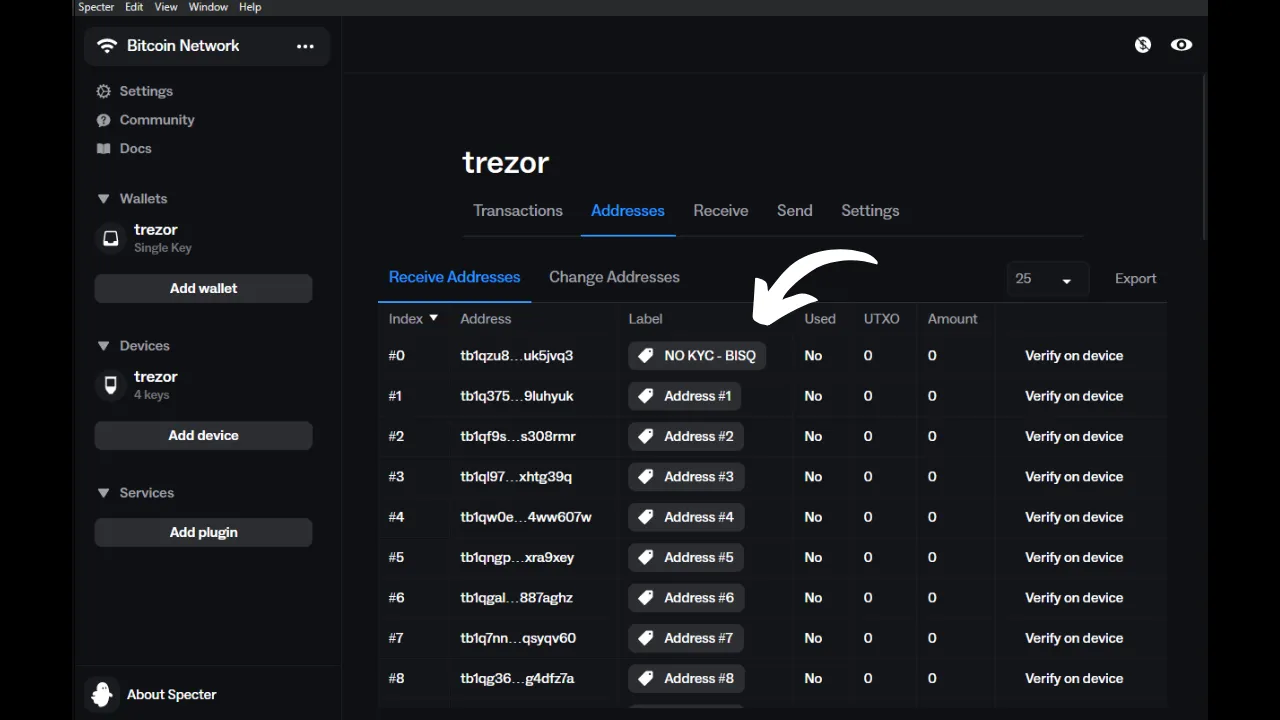 Specter Edit View Window Help
Bitcoin Network
Settings
Community
Docs
Wallets
trezor
Single Key
Add wallet
Devices
trezor
4 keys
Add device
Services
Add plugin
About Specter
trezor
Transactions Addresses Receive Send Settings
Receive Addresses Change Addresses 25 Export
Index Address Label Used UTXO Amount
#0 tb1qzu8...uk5jvq3 NO KYC - BISQ No 0 0 Verify on device
#1 tb1q375...9luhyuk Address #1 No 0 0 Verify on device
#2 tb1qf9s...s308rmr Address #2 No 0 0 Verify on device
#3 tb1ql97...xhtg39q Address #3 No 0 0 Verify on device
#4 tb1qw0e...4ww607w Address #4 No 0 0 Verify on device
#5 tb1qngp...xra9xey Address #5 No 0 0 Verify on device
#6 tb1qgal...887aghz Address #6 No 0 0 Verify on device
#7 tb1q7nn...qsyqv60 Address #7 No 0 0 Verify on device
#8 tb1qg36...g4dfz7a Address #8 No 0 0 Verify on device